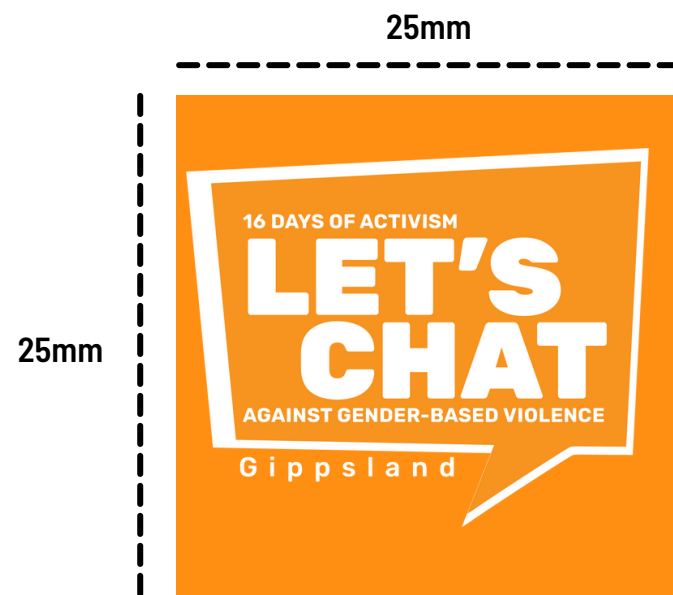 25mm
16 DAYS OF ACTIVISM
LET'S
CHAT
25mm
AGAINST GENDER-BASED VIOLENCE
Gippsland